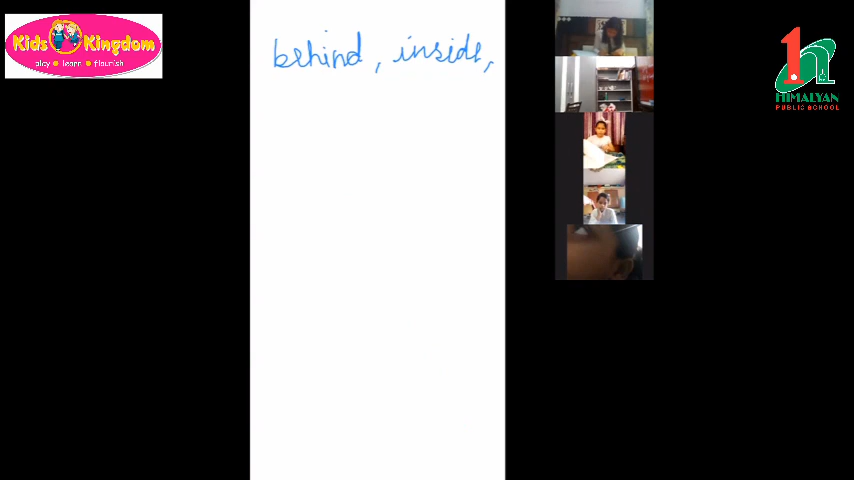 Kids Kingdom
play learn flourish
behind, inside,
HIMALYAN
PUBLIC SCHOOL